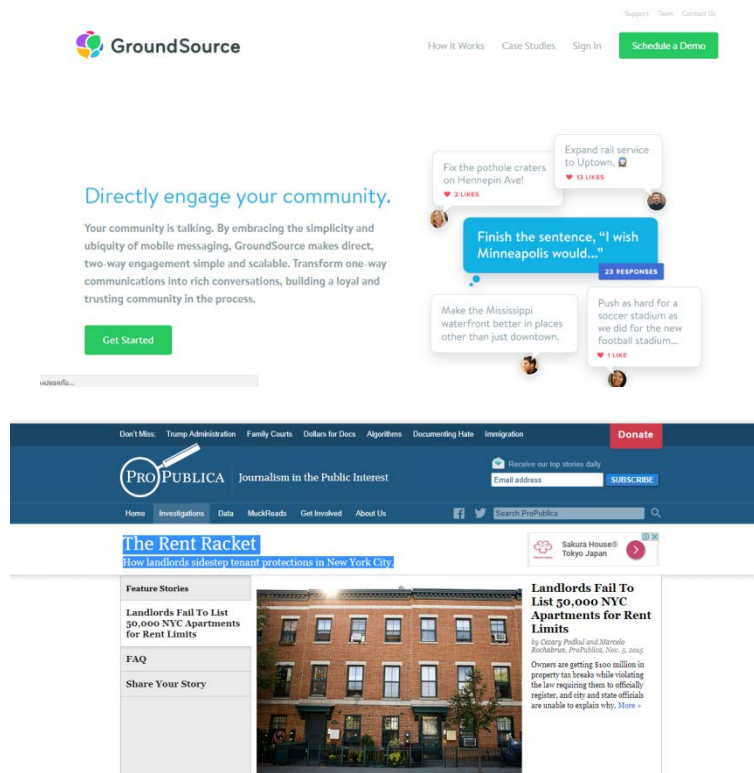 Support Team Contact Us
GroundSource
How It Works Case Studies Sign In Schedule a Demo
Directly engage your community.
Your community is talking. By embracing the simplicity and
ubiquity of mobile messaging, GroundSource makes direct,
two-way engagement simple and scalable. Transform one-way
communications into rich conversations, building a loyal and
trusting community in the process.
Get Started
Fix the pothole craters
on Hennepin Ave!
2 LIKES
Expand rail service
to Uptown.
13 LIKES
Finish the sentence, “I wish
Minneapolis would...”
23 RESPONSES
Make the Mississippi
waterfront better in places
other than just downtown.
Push as hard for a
soccer stadium as
we did for the new
football stadium...
1 LIKE
Don't Miss: Trump Administration Family Courts Dollars for Docs Algorithms Documenting Hate Immigration
Donate
PROPUBLICA Journalism in the Public Interest
Receive our top stories daily
Email address SUBSCRIBE
Home Investigations Data MuckReads Get Involved About Us
Search ProPublica
The Rent Racket
How landlords sidestep tenant protections in New York City.
Sakura House®
Tokyo Japan
Feature Stories
Landlords Fail To List
50,000 NYC Apartments
for Rent Limits
FAQ
Share Your Story
Landlords Fail To
List 50,000 NYC
Apartments for Rent
Limits
by Cezary Podkul and Marcelo
Rochabrun, ProPublica, Nov. 5, 2015
Owners are getting $100 million in
property tax breaks while violating
the law requiring them to officially
register, and city and state officials
are unable to explain why. More »